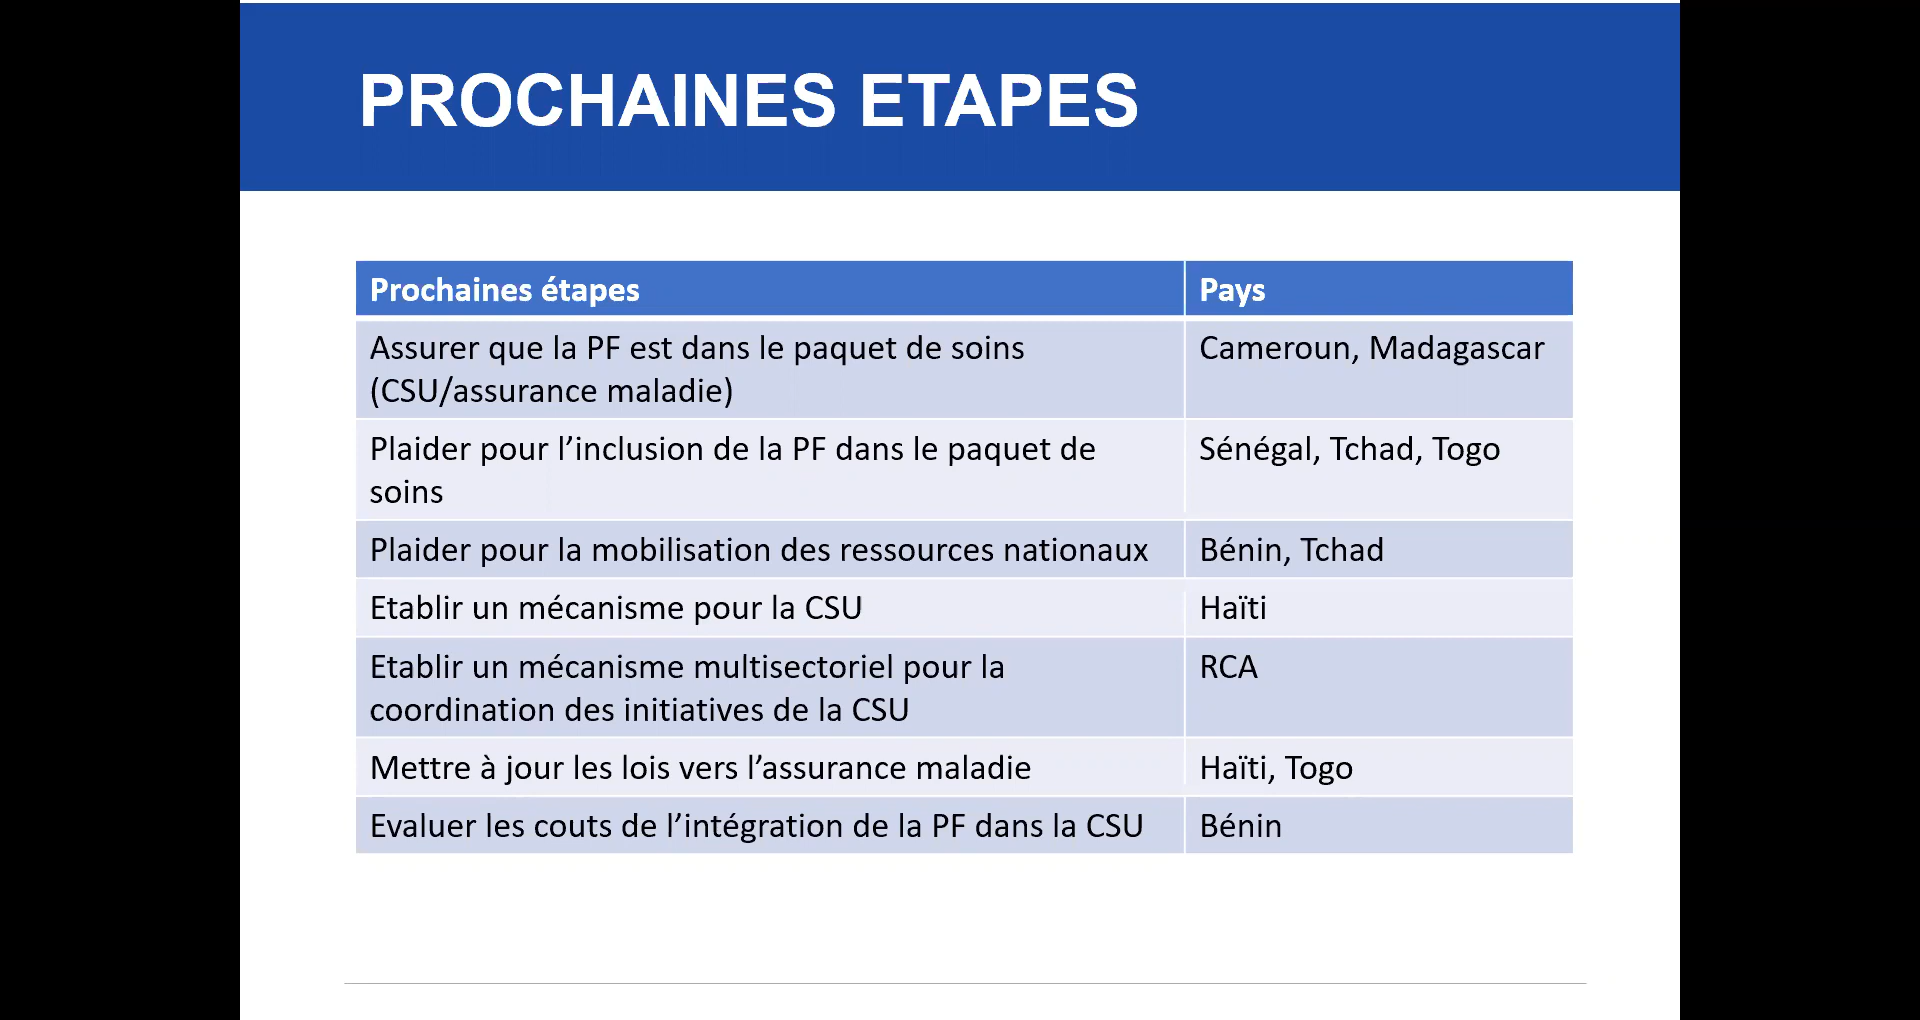 PROCHAINES ETAPES
Prochaines étapes
Pays
Assurer que la PF est dans le paquet de soins
(CSU/assurance maladie)
Cameroun, Madagascar
Plaider pour l’inclusion de la PF dans le paquet de
soins
Sénégal, Tchad, Togo
Plaider pour la mobilisation des ressources nationaux
Bénin, Tchad
Etablir un mécanisme pour la CSU
Haïti
Etablir un mécanisme multisectoriel pour la
coordination des initiatives de la CSU
RCA
Mettre à jour les lois vers l’assurance maladie
Haïti, Togo
Evaluer les couts de l’intégration de la PF dans la CSU
Bénin